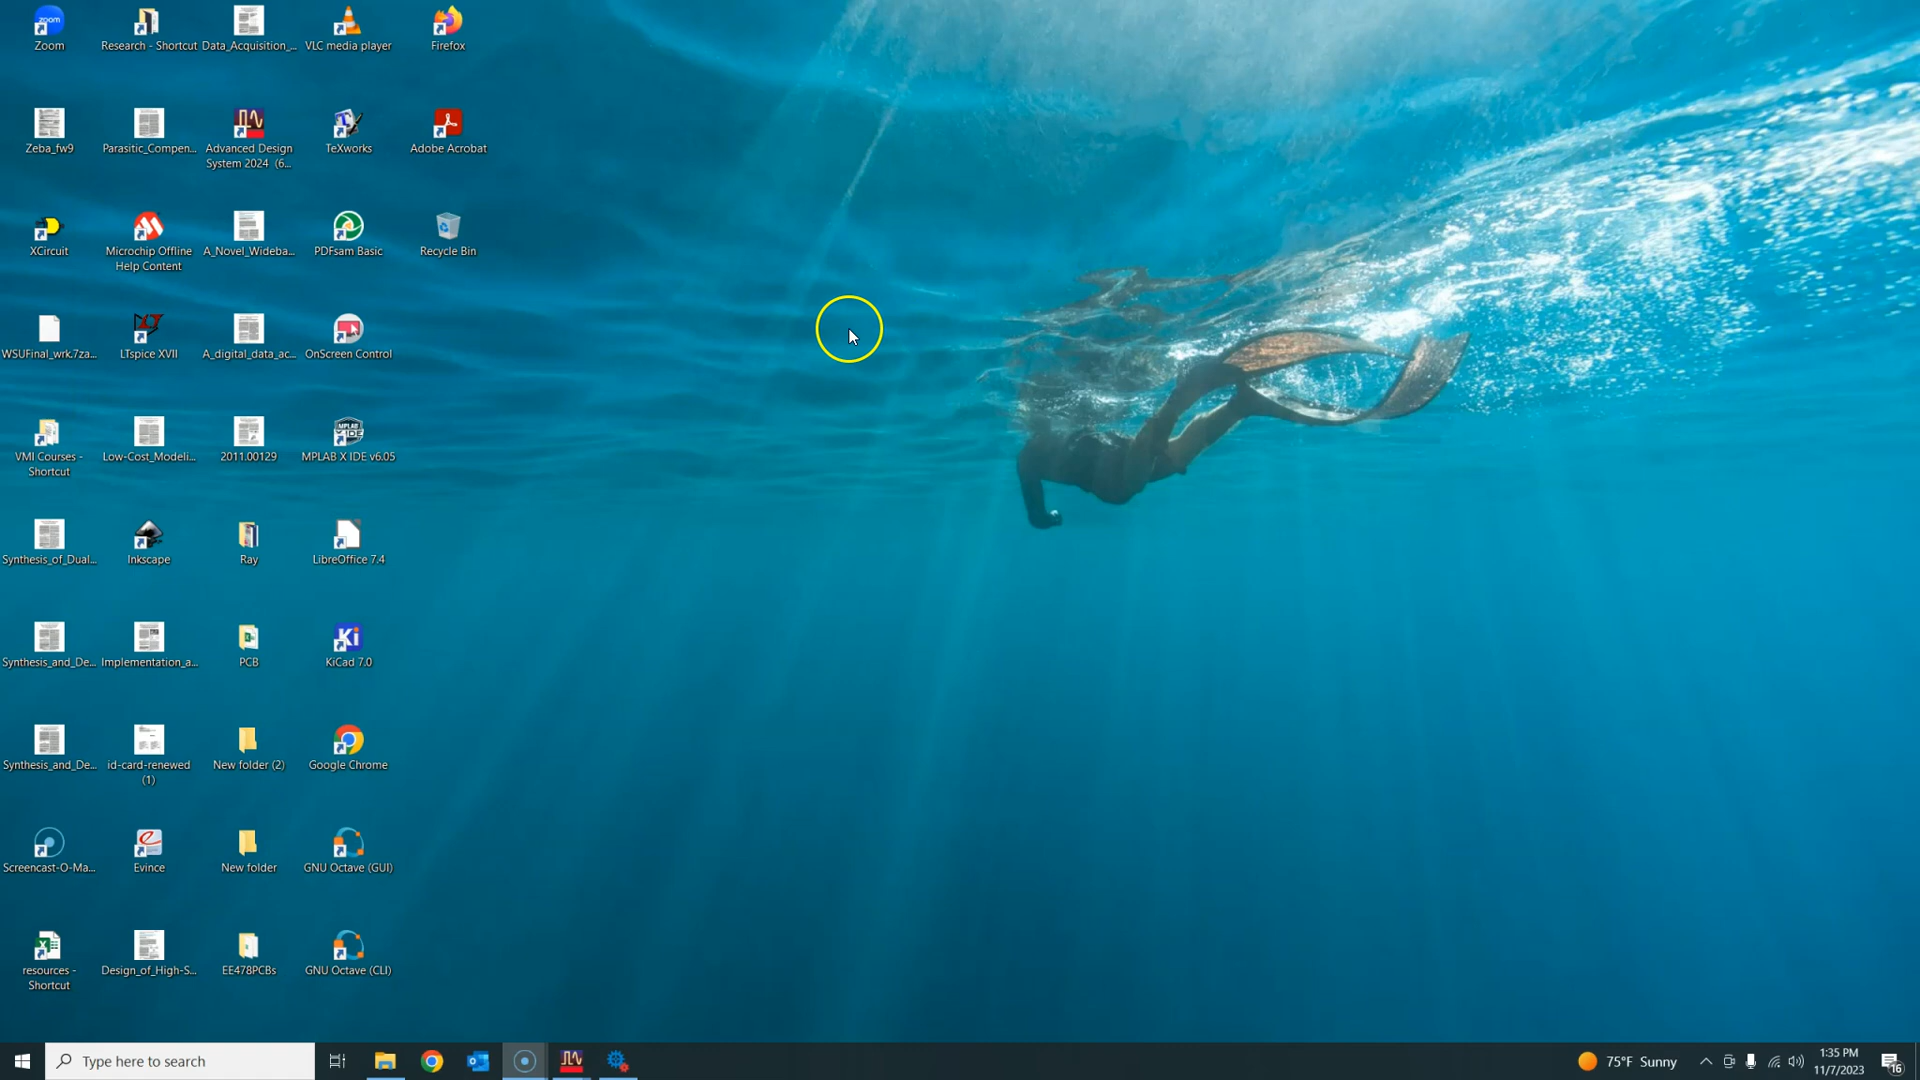 Zoom
Research - Shortcut
Data_Acquisition_...
VLC media player
Firefox
Zeba_fw9
Parasitic_Compen...
Advanced Design
System 2024 (6...
TeXworks
Adobe Acrobat
XCircuit
Microchip Offline
Help Content
A_Novel_Wideba...
PDFsam Basic
Recycle Bin
WSUFinal_wrk.7za...
LTspice XVII
A_digital_data_ac...
OnScreen Control
VMI Courses -
Shortcut
Low-Cost_Modeli...
2011.00129
MPLAB X IDE v6.05
Synthesis_of_Dual...
Inkscape
Ray
LibreOffice 7.4
Synthesis_and_De...
Implementation_a...
PCB
KiCad 7.0
Synthesis_and_De...
id-card-renewed
(1)
New folder (2)
Google Chrome
Screencast-O-Ma...
Evince
New folder
GNU Octave (GUI)
resources -
Shortcut
Design_of_High-S...
EE478PCBs
GNU Octave (CLI)
Type here to search
75°F Sunny
1:35 PM
11/7/2023
16